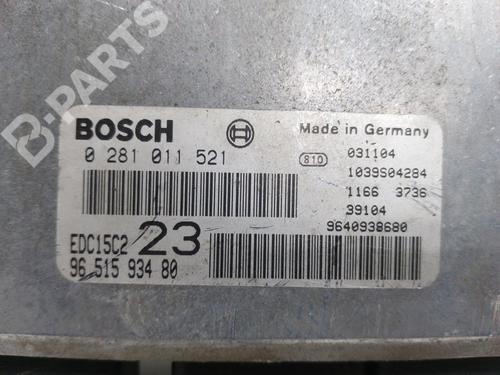 B-PARTS
BOSCH
Made in Germany
0 281 011 521
810
031104
1039S04284
1166 3736
39104
9640938680
EDC15C2
23
96 515 934 80